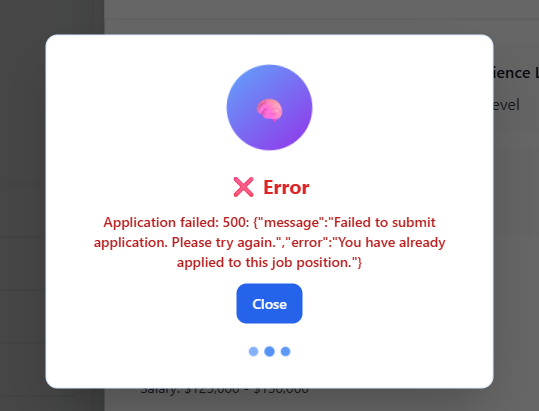 ience L
evel
Error
Application failed: 500: {"message":"Failed to submit
application. Please try again.","error":"You have already
applied to this job position."}
Close
Salary: $125,000 - $150,000